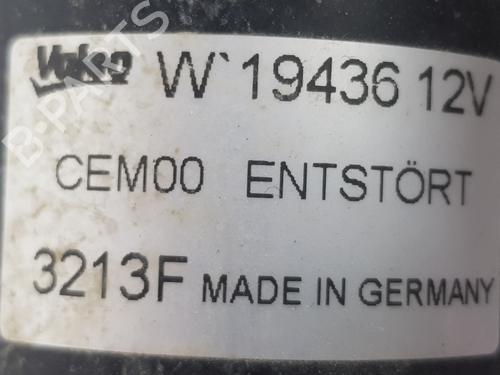 Valeo W`19436 12V
CEM00 ENTSTÖRT
3213F MADE IN GERMANY
B-PARTS